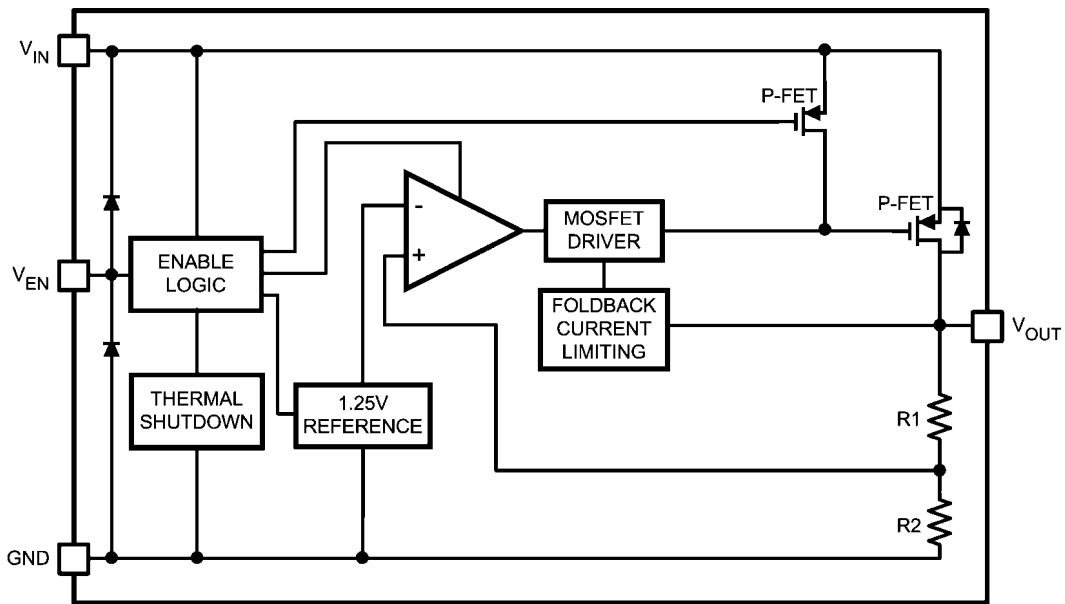 VIN
P-FET
P-FET
-
+
MOSFET
DRIVER
VEN
ENABLE
LOGIC
FOLDBACK
CURRENT
LIMITING
VOUT
THERMAL
SHUTDOWN
1.25V
REFERENCE
R1
R2
GND